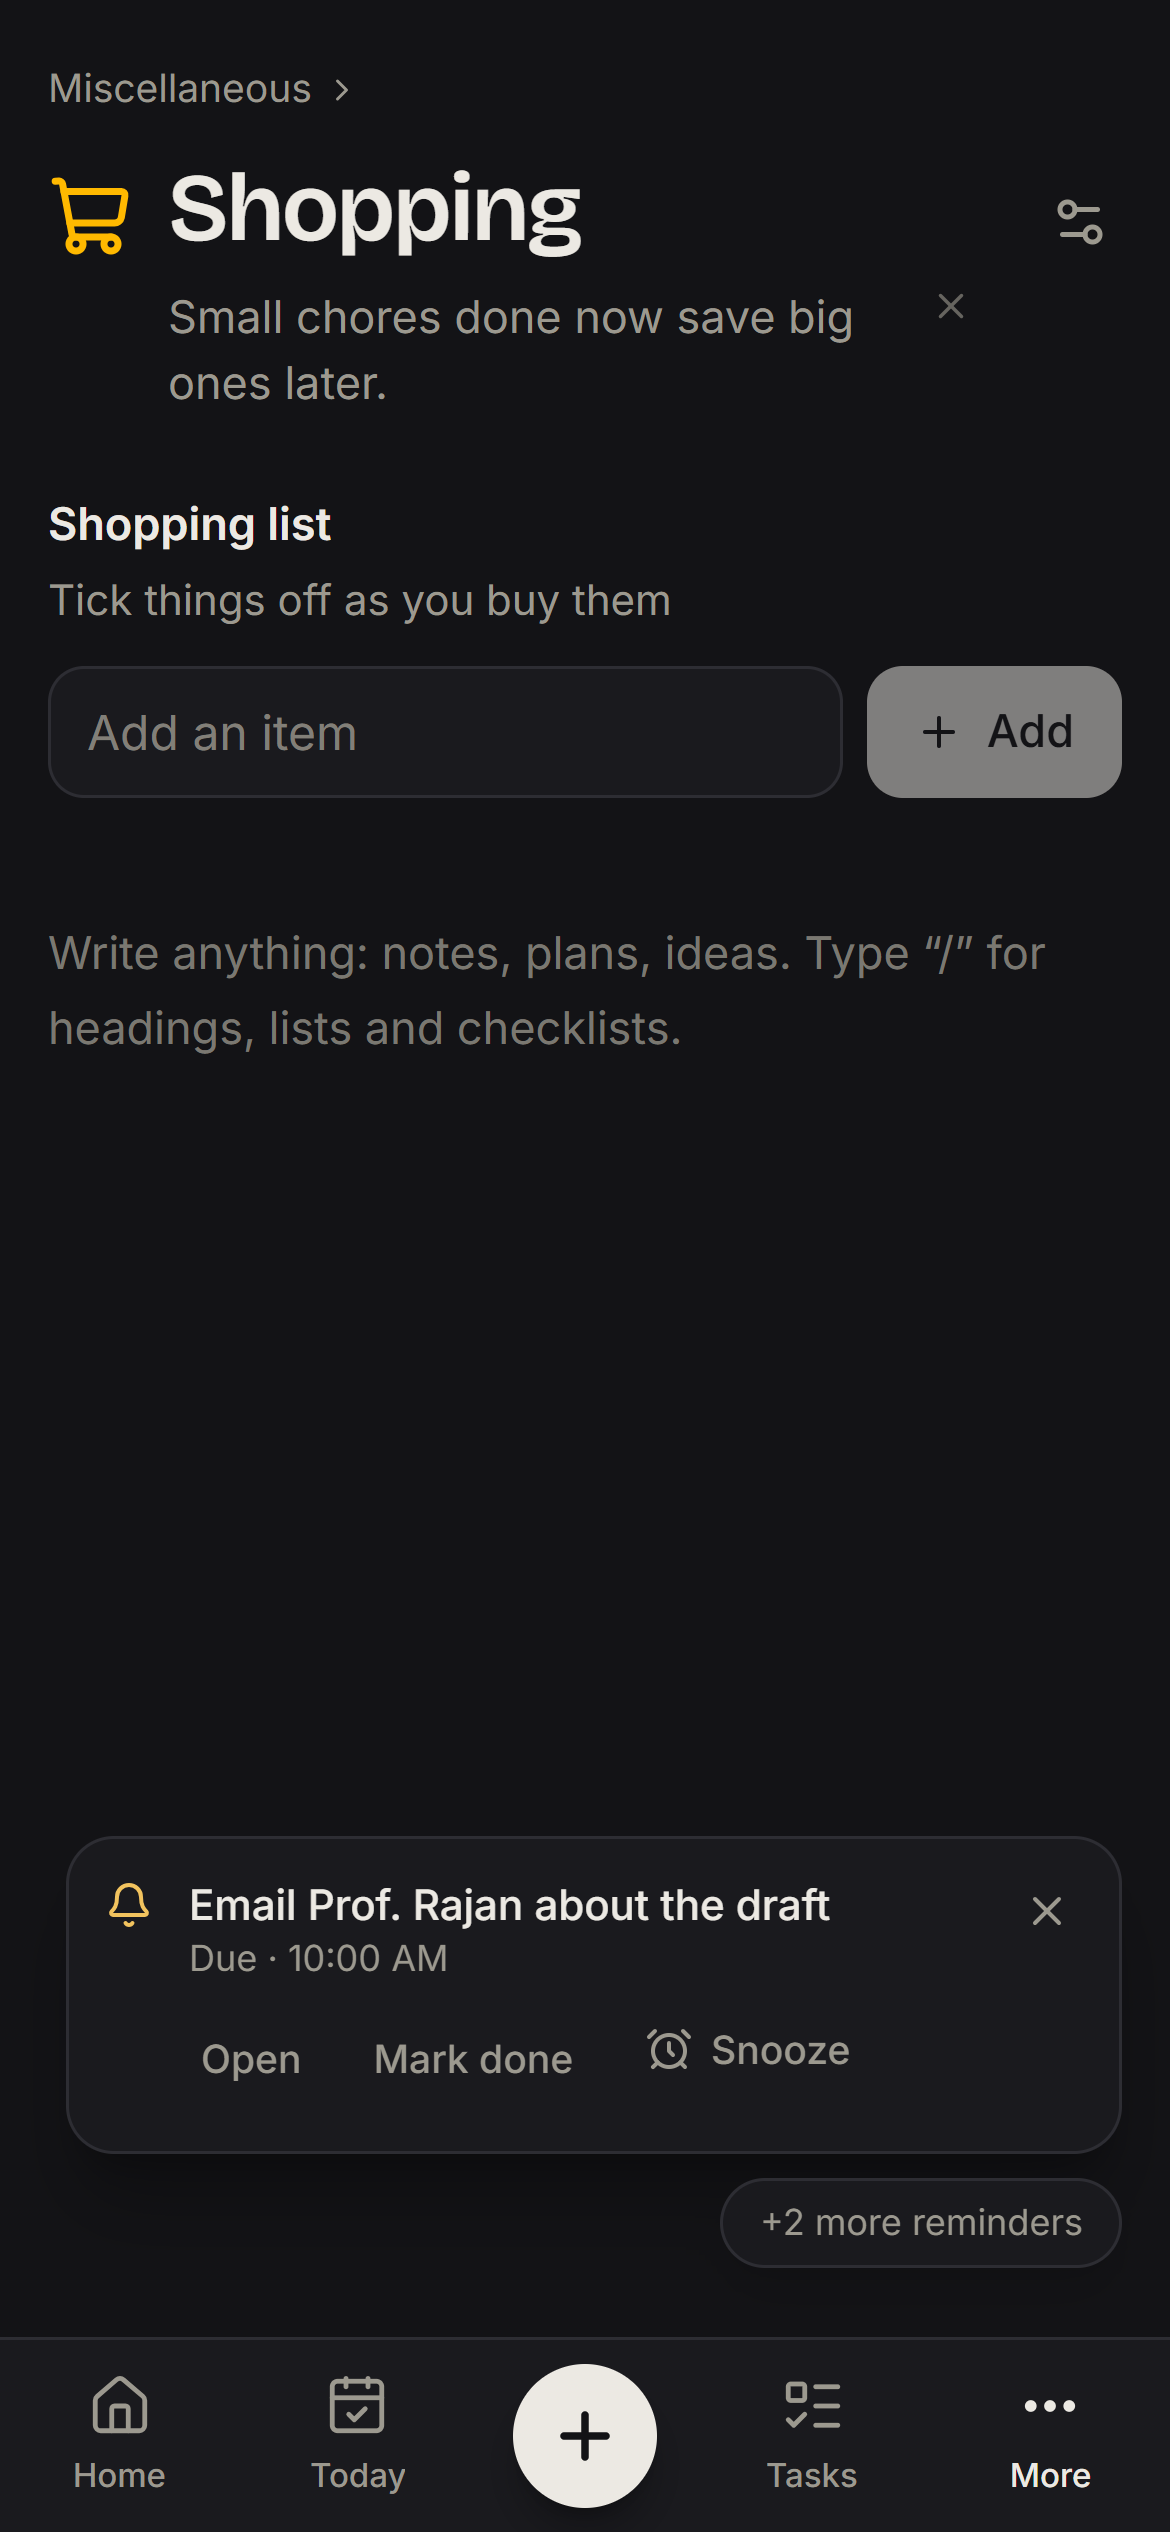 Miscellaneous
Shopping
Small chores done now save big
ones later.
Shopping list
Tick things off as you buy them
Add an item
Add
Write anything: notes, plans, ideas. Type “/” for
headings, lists and checklists.
Email Prof. Rajan about the draft
Due · 10:00 AM
Open Mark done Snooze
+2 more reminders
Home Today Tasks More